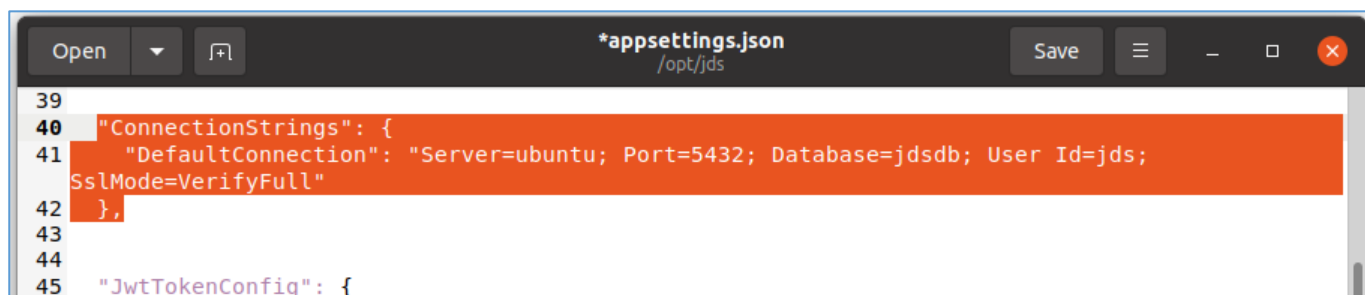 Open
*appsettings.json
/opt/jds
Save
39
40 "ConnectionStrings": {
41 "DefaultConnection": "Server=ubuntu; Port=5432; Database=jdsdb; User Id=jds;
SslMode=VerifyFull"
42 },
43
44
45 "JwtTokenConfig": {